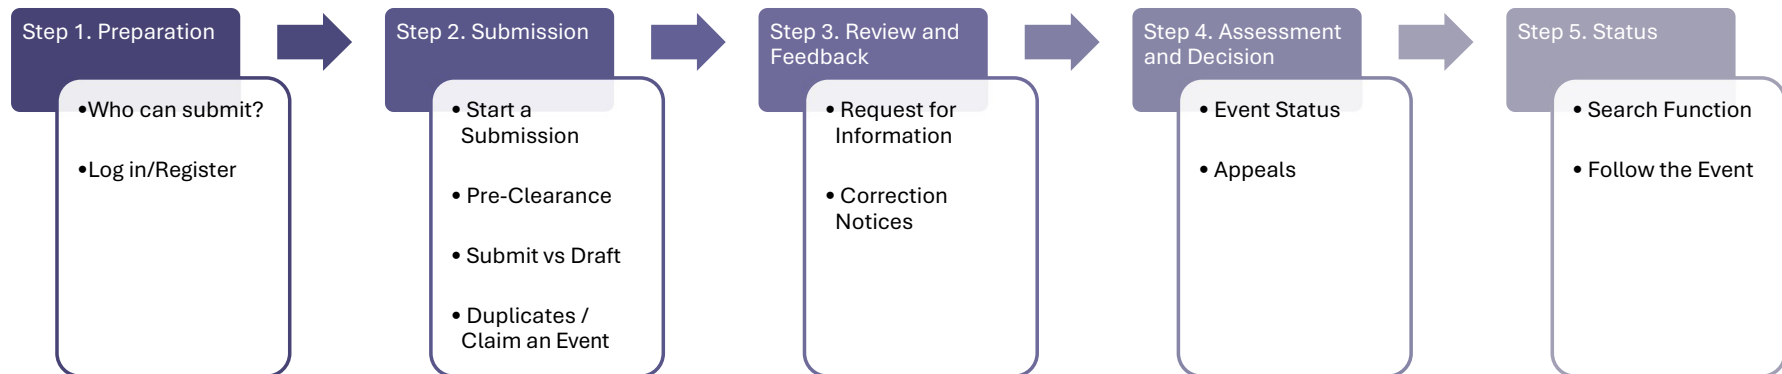 Step 1. Preparation
•Who can submit?
•Log in/Register
Step 2. Submission
• Start a
Submission
• Pre-Clearance
• Submit vs Draft
• Duplicates /
Claim an Event
Step 3. Review and
Feedback
• Request for
Information
• Correction
Notices
Step 4. Assessment
and Decision
• Event Status
• Appeals
Step 5. Status
• Search Function
• Follow the Event